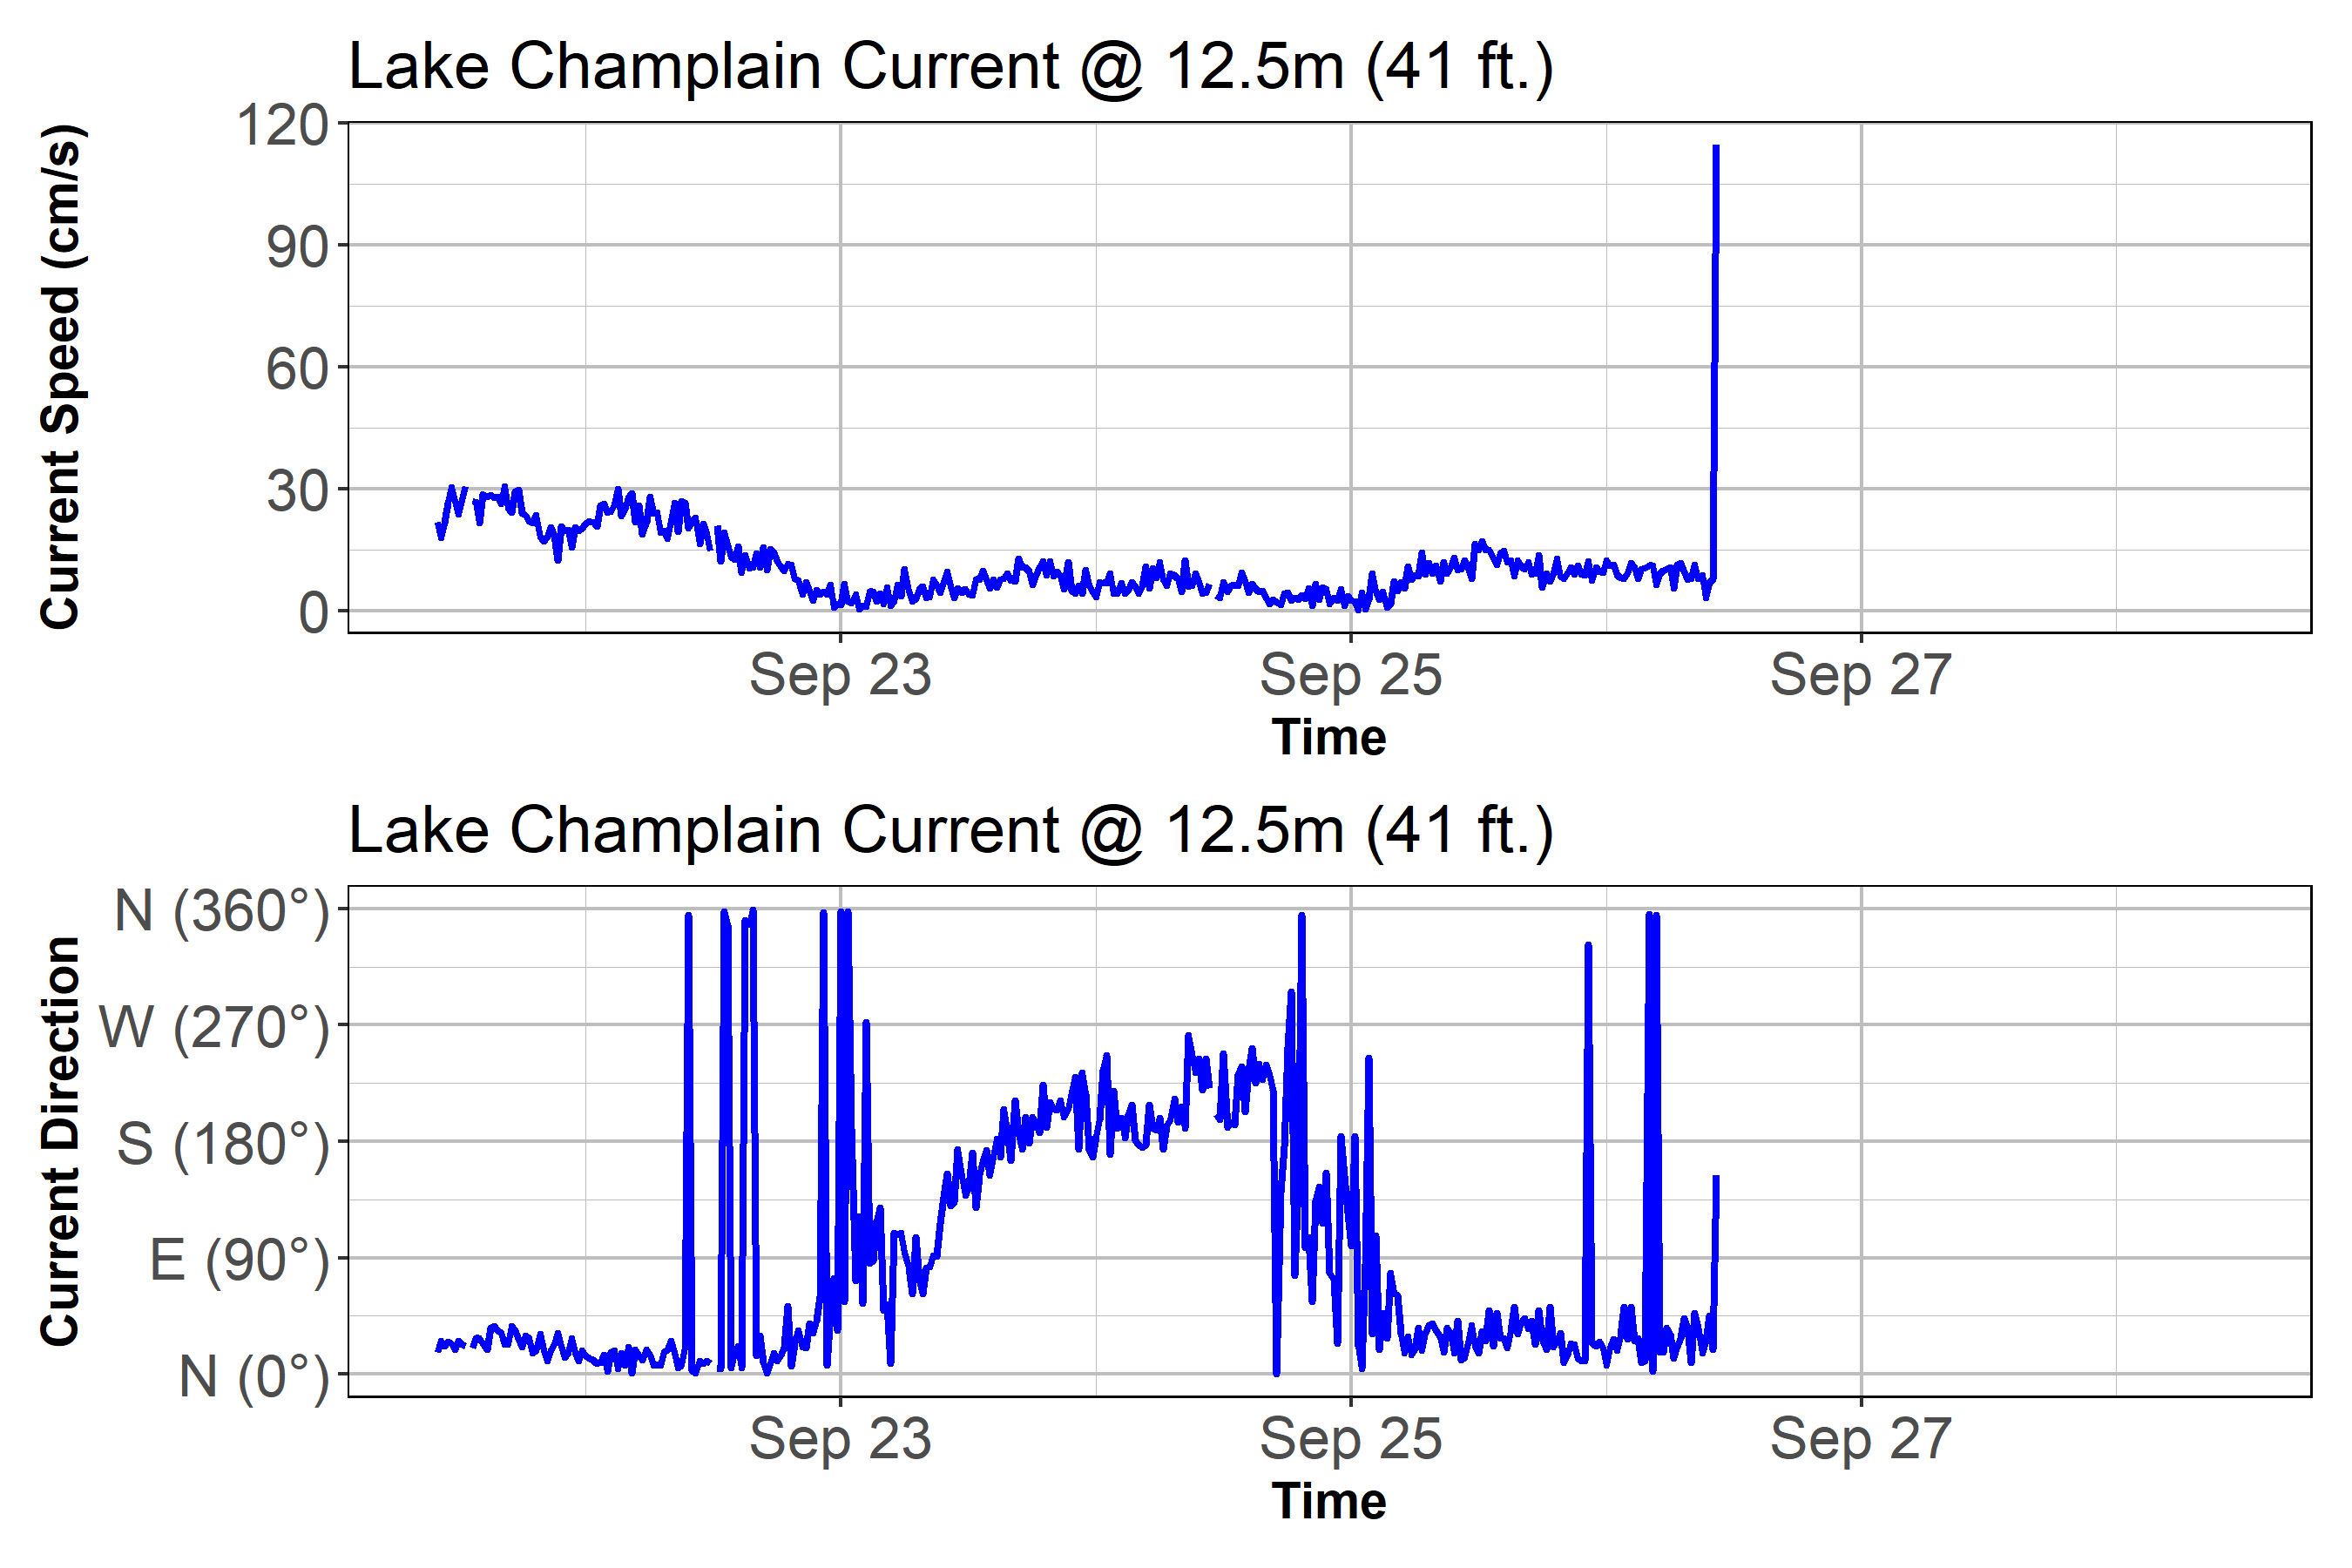 Lake Champlain Current @ 12.5m (41 ft.)
Current Speed (cm/s)
120
90
60
30
0
Sep 23 Sep 25 Sep 27
Time
Lake Champlain Current @ 12.5m (41 ft.)
Current Direction
N (360°)
W (270°)
S (180°)
E (90°)
N (0°)
Sep 23 Sep 25 Sep 27
Time